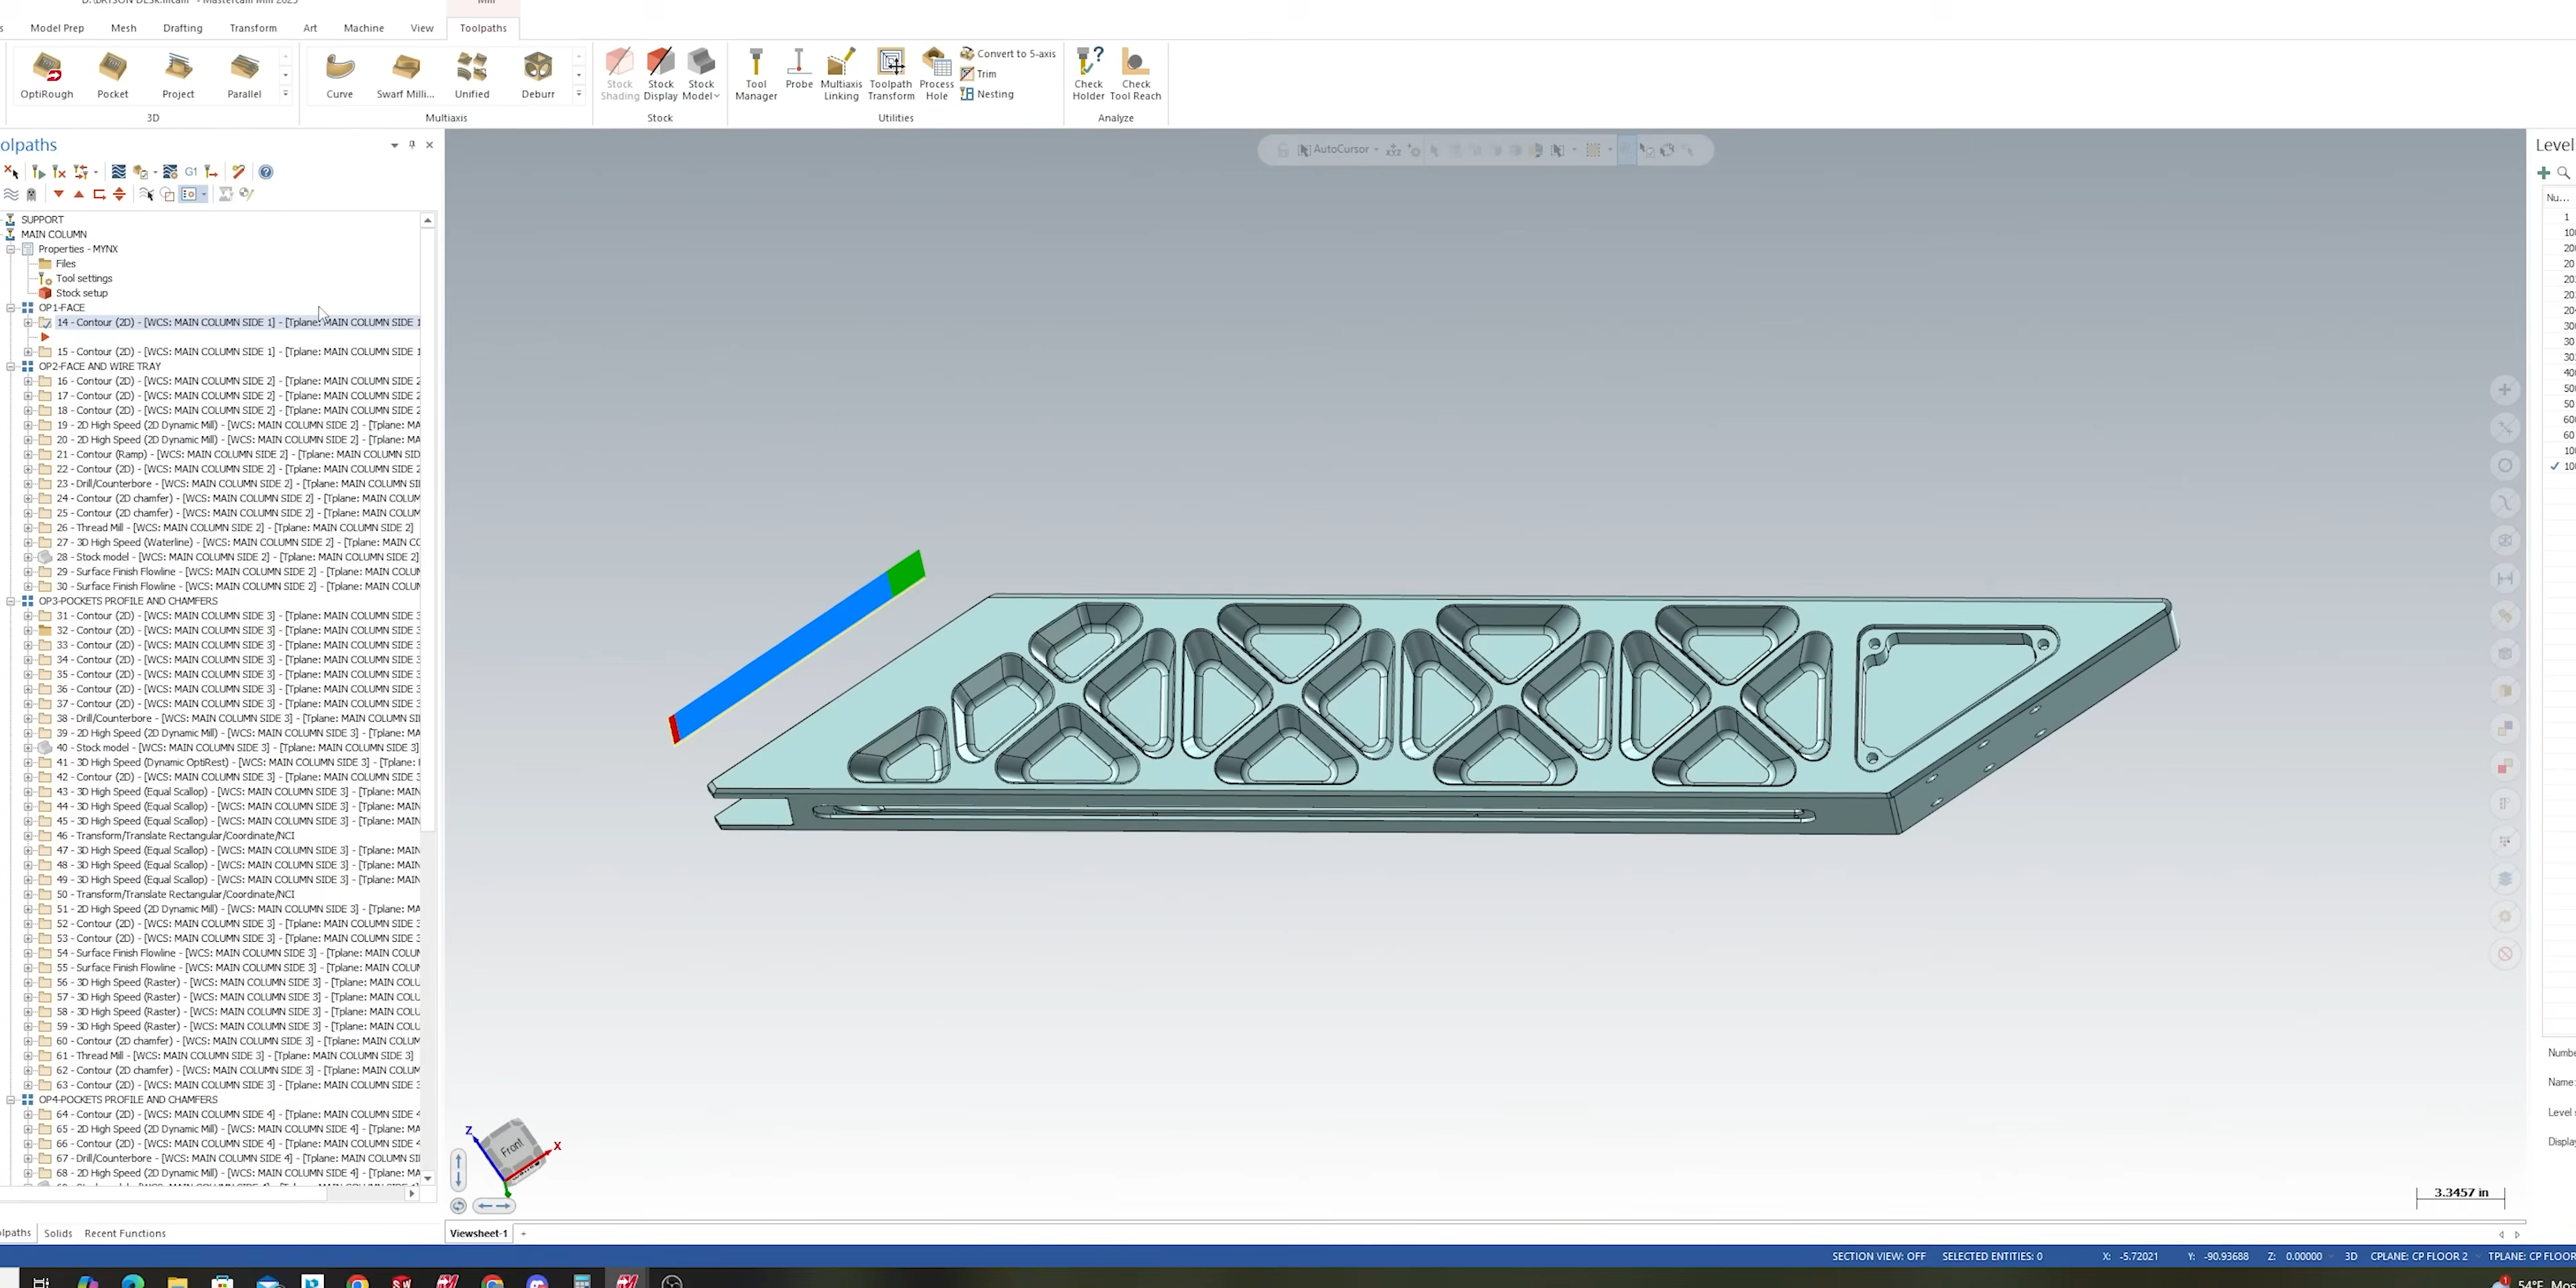 D:\BRYSON DESK.mcam* - Mastercam Mill 2025
Mill
Model Prep Mesh Drafting Transform Art Machine View Toolpaths
OptiRough Pocket Project Parallel
3D
Curve Swarf Milli... Unified Deburr
Multiaxis
Stock Shading Stock Display Stock Model
Stock
Tool Manager Probe Multiaxis Linking Toolpath Transform Process Hole
Convert to 5-axis
Trim
Nesting
Utilities
Check Holder Check Tool Reach
Analyze
olpaths
G1
SUPPORT
MAIN COLUMN
Properties - MYNX
Files
Tool settings
Stock setup
OP1-FACE
14 - Contour (2D) - [WCS: MAIN COLUMN SIDE 1] - [Tplane: MAIN COLUMN SIDE 1
15 - Contour (2D) - [WCS: MAIN COLUMN SIDE 1] - [Tplane: MAIN COLUMN SIDE 1
OP2-FACE AND WIRE TRAY
16 - Contour (2D) - [WCS: MAIN COLUMN SIDE 2] - [Tplane: MAIN COLUMN SIDE 2
17 - Contour (2D) - [WCS: MAIN COLUMN SIDE 2] - [Tplane: MAIN COLUMN SIDE 2
18 - Contour (2D) - [WCS: MAIN COLUMN SIDE 2] - [Tplane: MAIN COLUMN SIDE 2
19 - 2D High Speed (2D Dynamic Mill) - [WCS: MAIN COLUMN SIDE 2] - [Tplane: MA
20 - 2D High Speed (2D Dynamic Mill) - [WCS: MAIN COLUMN SIDE 2] - [Tplane: MA
21 - Contour (Ramp) - [WCS: MAIN COLUMN SIDE 2] - [Tplane: MAIN COLUMN SID
22 - Contour (2D) - [WCS: MAIN COLUMN SIDE 2] - [Tplane: MAIN COLUMN SIDE 2
23 - Drill/Counterbore - [WCS: MAIN COLUMN SIDE 2] - [Tplane: MAIN COLUMN SI
24 - Contour (2D chamfer) - [WCS: MAIN COLUMN SIDE 2] - [Tplane: MAIN COLUM
25 - Contour (2D chamfer) - [WCS: MAIN COLUMN SIDE 2] - [Tplane: MAIN COLUM
26 - Thread Mill - [WCS: MAIN COLUMN SIDE 2] - [Tplane: MAIN COLUMN SIDE 2]
27 - 3D High Speed (Waterline) - [WCS: MAIN COLUMN SIDE 2] - [Tplane: MAIN CO
28 - Stock model - [WCS: MAIN COLUMN SIDE 2] - [Tplane: MAIN COLUMN SIDE 2]
29 - Surface Finish Flowline - [WCS: MAIN COLUMN SIDE 2] - [Tplane: MAIN COLUN
30 - Surface Finish Flowline - [WCS: MAIN COLUMN SIDE 2] - [Tplane: MAIN COLUN
OP3-POCKETS PROFILE AND CHAMFERS
31 - Contour (2D) - [WCS: MAIN COLUMN SIDE 3] - [Tplane: MAIN COLUMN SIDE 3
32 - Contour (2D) - [WCS: MAIN COLUMN SIDE 3] - [Tplane: MAIN COLUMN SIDE 3
33 - Contour (2D) - [WCS: MAIN COLUMN SIDE 3] - [Tplane: MAIN COLUMN SIDE 3
34 - Contour (2D) - [WCS: MAIN COLUMN SIDE 3] - [Tplane: MAIN COLUMN SIDE 3
35 - Contour (2D) - [WCS: MAIN COLUMN SIDE 3] - [Tplane: MAIN COLUMN SIDE 3
36 - Contour (2D) - [WCS: MAIN COLUMN SIDE 3] - [Tplane: MAIN COLUMN SIDE 3
37 - Contour (2D) - [WCS: MAIN COLUMN SIDE 3] - [Tplane: MAIN COLUMN SIDE 3
38 - Drill/Counterbore - [WCS: MAIN COLUMN SIDE 3] - [Tplane: MAIN COLUMN SI
39 - 2D High Speed (2D Dynamic Mill) - [WCS: MAIN COLUMN SIDE 3] - [Tplane: MA
40 - Stock model - [WCS: MAIN COLUMN SIDE 3] - [Tplane: MAIN COLUMN SIDE 3]
41 - 3D High Speed (Dynamic OptiRest) - [WCS: MAIN COLUMN SIDE 3] - [Tplane:
42 - Contour (2D) - [WCS: MAIN COLUMN SIDE 3] - [Tplane: MAIN COLUMN SIDE 3
43 - 3D High Speed (Equal Scallop) - [WCS: MAIN COLUMN SIDE 3] - [Tplane: MAIN
44 - 3D High Speed (Equal Scallop) - [WCS: MAIN COLUMN SIDE 3] - [Tplane: MAIN
45 - 3D High Speed (Equal Scallop) - [WCS: MAIN COLUMN SIDE 3] - [Tplane: MAIN
46 - Transform/Translate Rectangular/Coordinate/NCI
47 - 3D High Speed (Equal Scallop) - [WCS: MAIN COLUMN SIDE 3] - [Tplane: MAIN
48 - 3D High Speed (Equal Scallop) - [WCS: MAIN COLUMN SIDE 3] - [Tplane: MAIN
49 - 3D High Speed (Equal Scallop) - [WCS: MAIN COLUMN SIDE 3] - [Tplane: MAIN
50 - Transform/Translate Rectangular/Coordinate/NCI
51 - 2D High Speed (2D Dynamic Mill) - [WCS: MAIN COLUMN SIDE 3] - [Tplane: MA
52 - Contour (2D) - [WCS: MAIN COLUMN SIDE 3] - [Tplane: MAIN COLUMN SIDE 3
53 - Contour (2D) - [WCS: MAIN COLUMN SIDE 3] - [Tplane: MAIN COLUMN SIDE 3
54 - Surface Finish Flowline - [WCS: MAIN COLUMN SIDE 3] - [Tplane: MAIN COLUN
55 - Surface Finish Flowline - [WCS: MAIN COLUMN SIDE 3] - [Tplane: MAIN COLUN
56 - 3D High Speed (Raster) - [WCS: MAIN COLUMN SIDE 3] - [Tplane: MAIN COLU
57 - 3D High Speed (Raster) - [WCS: MAIN COLUMN SIDE 3] - [Tplane: MAIN COLU
58 - 3D High Speed (Raster) - [WCS: MAIN COLUMN SIDE 3] - [Tplane: MAIN COLU
59 - 3D High Speed (Raster) - [WCS: MAIN COLUMN SIDE 3] - [Tplane: MAIN COLU
60 - Contour (2D chamfer) - [WCS: MAIN COLUMN SIDE 3] - [Tplane: MAIN COLUM
61 - Thread Mill - [WCS: MAIN COLUMN SIDE 3] - [Tplane: MAIN COLUMN SIDE 3]
62 - Contour (2D chamfer) - [WCS: MAIN COLUMN SIDE 3] - [Tplane: MAIN COLUM
63 - Contour (2D) - [WCS: MAIN COLUMN SIDE 3] - [Tplane: MAIN COLUMN SIDE 3
OP4-POCKETS PROFILE AND CHAMFERS
64 - Contour (2D) - [WCS: MAIN COLUMN SIDE 4] - [Tplane: MAIN COLUMN SIDE 4
65 - 2D High Speed (2D Dynamic Mill) - [WCS: MAIN COLUMN SIDE 4] - [Tplane: MA
66 - Contour (2D) - [WCS: MAIN COLUMN SIDE 4] - [Tplane: MAIN COLUMN SIDE 4
67 - Drill/Counterbore - [WCS: MAIN COLUMN SIDE 4] - [Tplane: MAIN COLUMN SI
68 - 2D High Speed (2D Dynamic Mill) - [WCS: MAIN COLUMN SIDE 4] - [Tplane: MA
lpaths Solids Recent Functions
AutoCursor
Z Front X
3.3457 in
Viewsheet-1 +
Level
Nu...
1
Numbe
Name:
Level
Display
SECTION VIEW: OFF SELECTED ENTITIES: 0 X: -5.72021 Y: -90.93688 Z: 0.00000 3D CPLANE: CP FLOOR 2 TPLANE: CP FLOOR
54°F